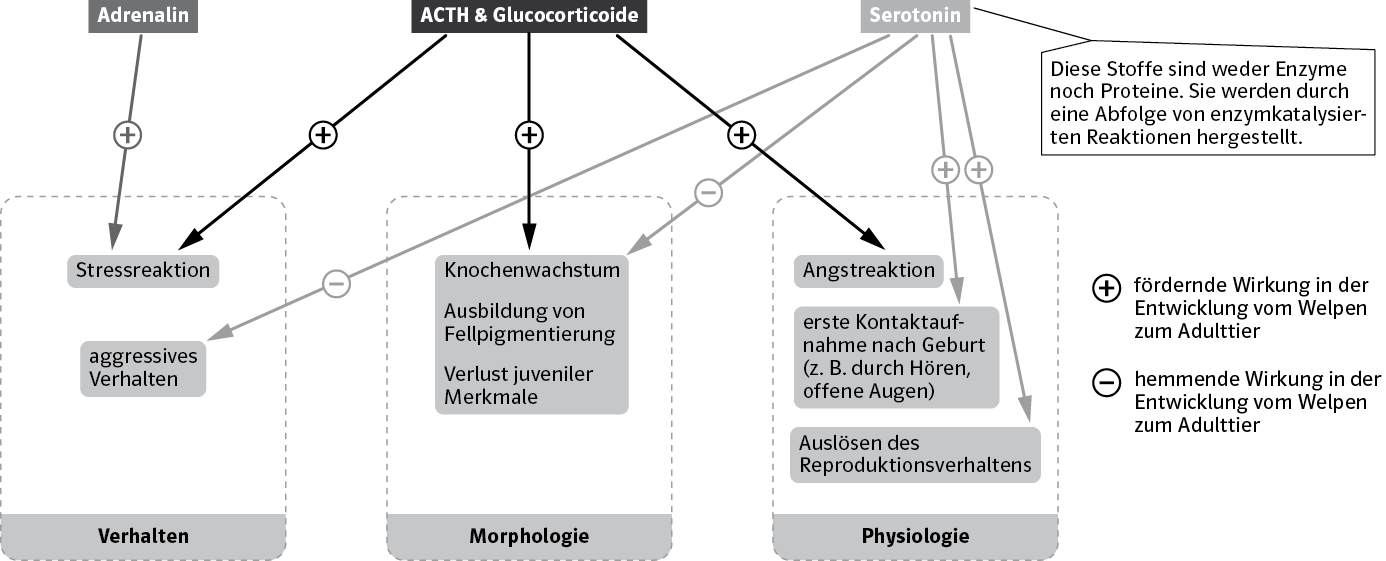 Adrenalin
ACTH & Glucocorticoide
Serotonin
Diese Stoffe sind weder Enzyme
noch Proteine. Sie werden durch
eine Abfolge von enzymkatalysier-
ten Reaktionen hergestellt.
+
+
+
+
+
+
−
−
Stressreaktion
aggressives
Verhalten
Verhalten
Knochenwachstum
Ausbildung von
Fellpigmentierung
Verlust juveniler
Merkmale
Morphologie
Angstreaktion
erste Kontaktauf-
nahme nach Geburt
(z. B. durch Hören,
offene Augen)
Auslösen des
Reproduktionsverhaltens
Physiologie
+ fördernde Wirkung in der
Entwicklung vom Welpen
zum Adulttier
− hemmende Wirkung in der
Entwicklung vom Welpen
zum Adulttier